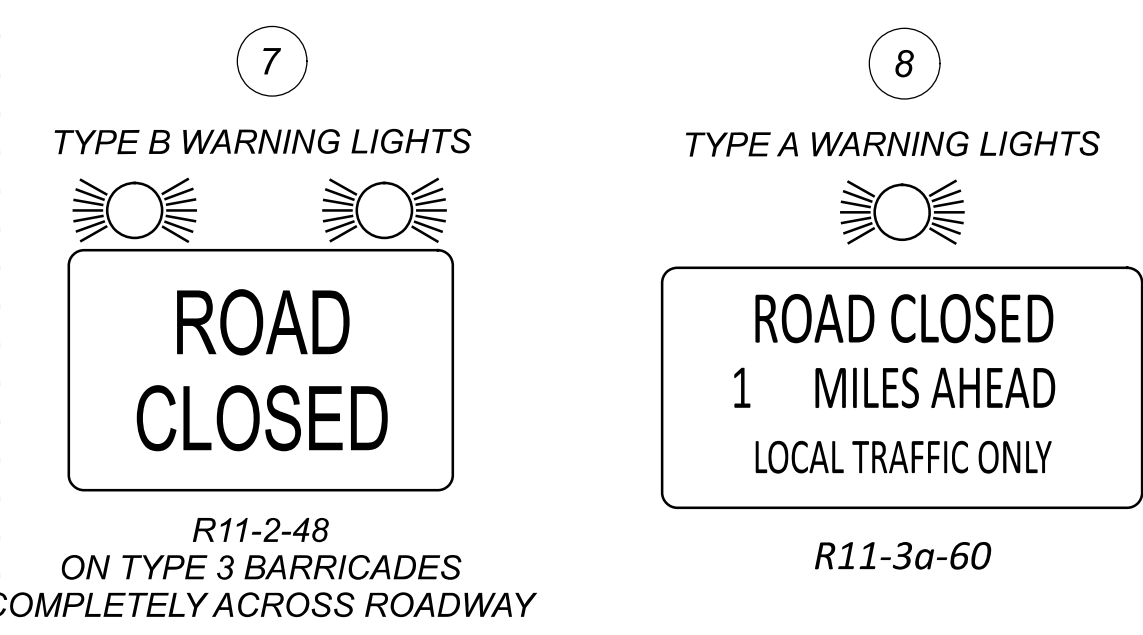 7
TYPE B WARNING LIGHTS
ROAD
CLOSED
R11-2-48
ON TYPE 3 BARRICADES
COMPLETELY ACROSS ROADWAY
8
TYPE A WARNING LIGHTS
ROAD CLOSED
1 MILES AHEAD
LOCAL TRAFFIC ONLY
R11-3a-60